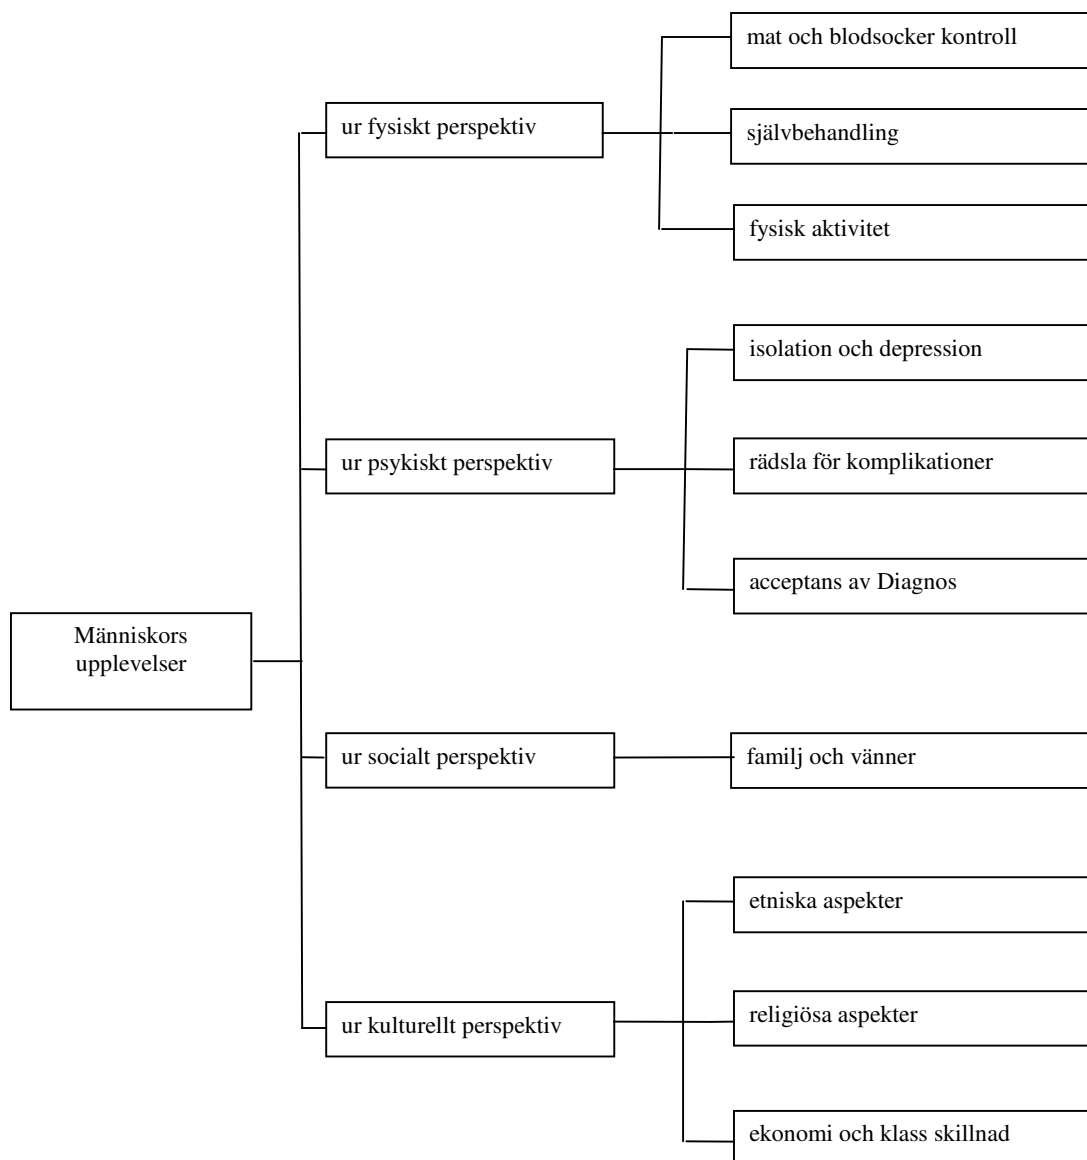 mat och blodsocker kontroll
ur fysiskt perspektiv
självbehandling
fysisk aktivitet
isolation och depression
ur psykiskt perspektiv
rädsla för komplikationer
acceptans av Diagnos
Människors
upplevelser
ur socialt perspektiv
familj och vänner
etniska aspekter
ur kulturellt perspektiv
religiösa aspekter
ekonomi och klass skillnad